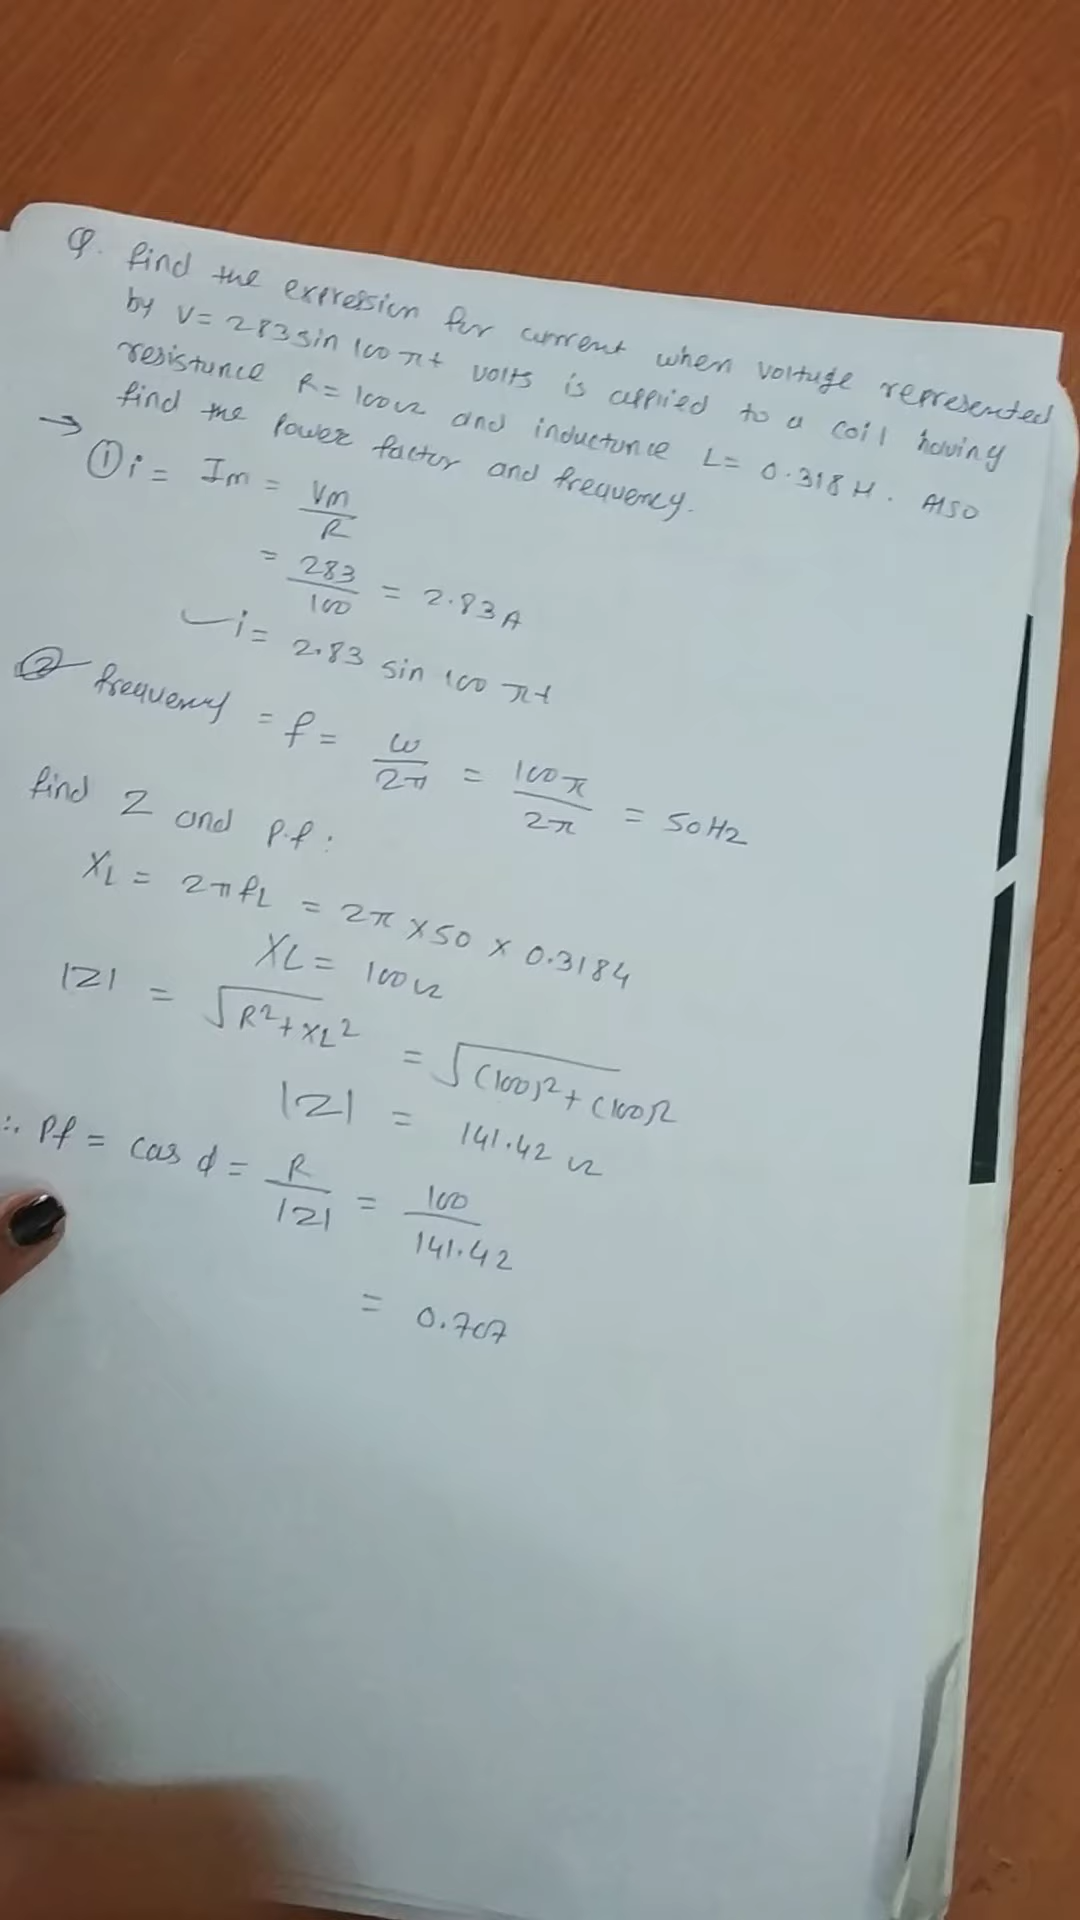 Q. find the expression for current when voltage represented
by V = 283 sin 100 πt volts is applied to a coil having
resistance R = 100Ω and inductance L = 0.318 H. Also
find the power factor and frequency.
→ ① i = Im = Vm / R
= 283 / 100 = 2.83 A
i = 2.83 sin 100 πt
② frequency = f = ω / 2π = 100π / 2π = 50Hz
find Z and p.f :
XL = 2πfL = 2π × 50 × 0.3184
XL = 100Ω
|Z| = √R² + XL² = √(100)² + (100)²
|Z| = 141.42 Ω
∴ Pf = cos ϕ = R / |Z| = 100 / 141.42
= 0.707